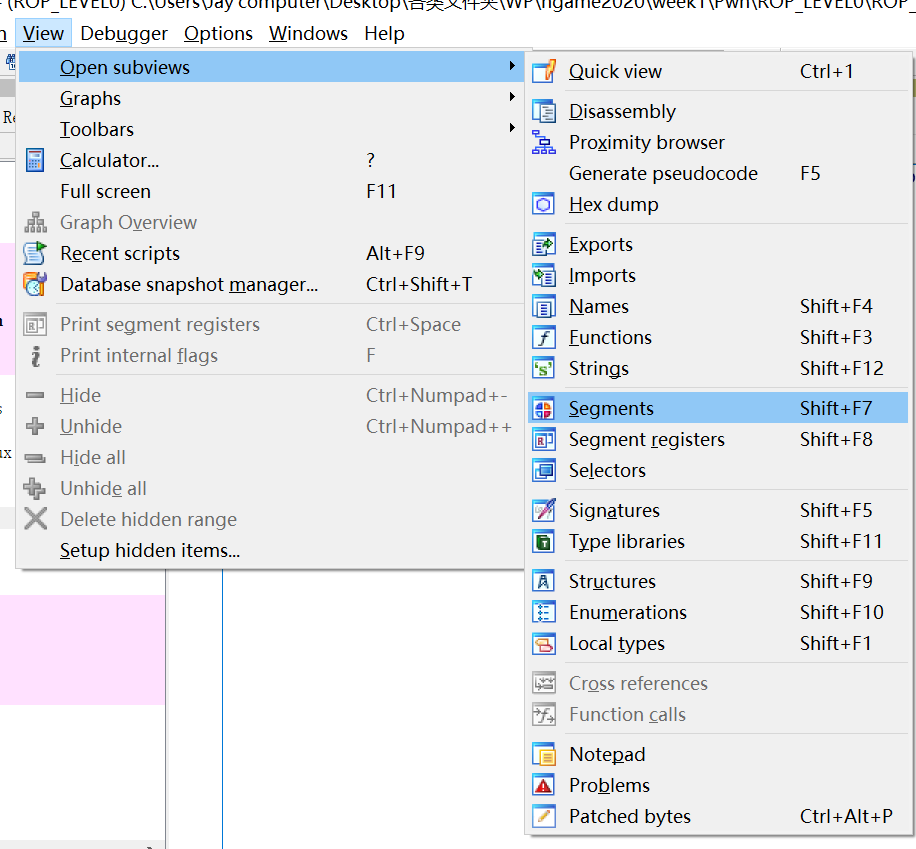 (ROP_LEVEL0) C:\Users\Jay computer\Desktop\各类文件夹\WP\hgame2020\week1\Pwn\ROP_LEVEL0\ROP_
View Debugger Options Windows Help
Open subviews
Graphs
Toolbars
Calculator... ?
Full screen F11
Graph Overview
Recent scripts Alt+F9
Database snapshot manager... Ctrl+Shift+T
Print segment registers Ctrl+Space
Print internal flags F
Hide Ctrl+Numpad+-
Unhide Ctrl+Numpad++
Hide all
Unhide all
Delete hidden range
Setup hidden items...
Quick view Ctrl+1
Disassembly
Proximity browser
Generate pseudocode F5
Hex dump
Exports
Imports
Names Shift+F4
Functions Shift+F3
Strings Shift+F12
Segments Shift+F7
Segment registers Shift+F8
Selectors
Signatures Shift+F5
Type libraries Shift+F11
Structures Shift+F9
Enumerations Shift+F10
Local types Shift+F1
Cross references
Function calls
Notepad
Problems
Patched bytes Ctrl+Alt+P